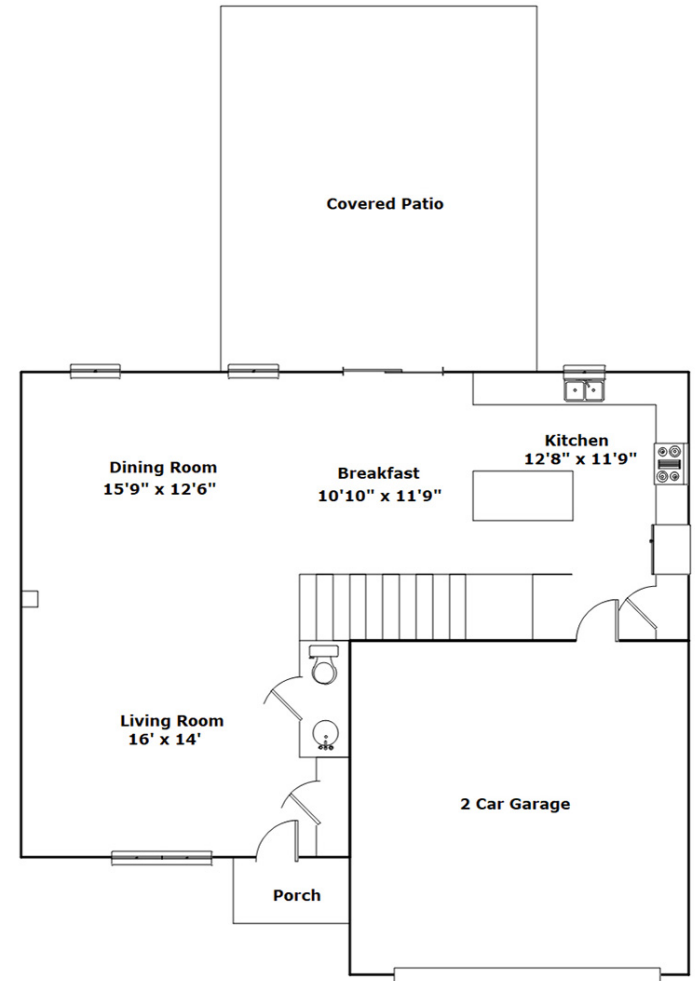 Covered Patio
Kitchen
12'8" x 11'9"
Dining Room
15'9" x 12'6"
Breakfast
10'10" x 11'9"
Living Room
16' x 14'
2 Car Garage
Porch